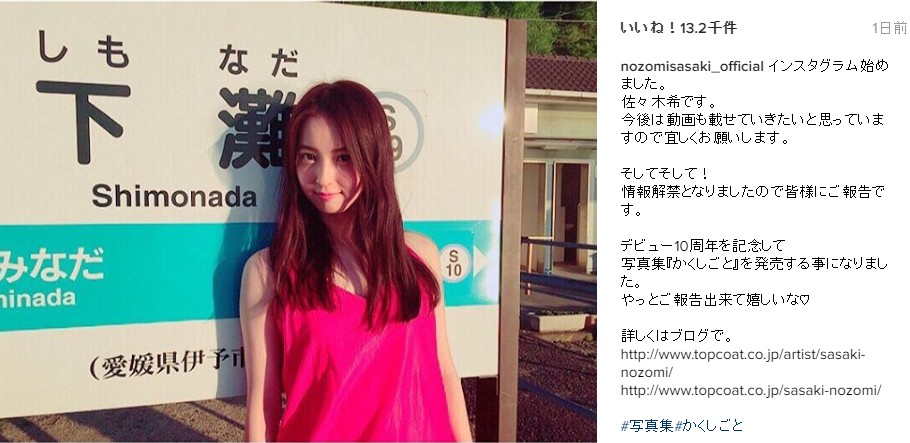 しも なだ
下灘
S
9
Shimonada
みなだ
ninada
S
10
(愛媛県伊予市
いいね！13.2千件
1日前
nozomisasaki_official インスタグラム始め
ました。
佐々木希です。
今後は動画も載せていきたいと思っていま
すので宜しくお願いします。
そしてそして！
情報解禁となりましたので皆様にご報告で
す。
デビュー10周年を記念して
写真集『かくしごと』を発売する事になりまし
た。
やっとご報告出来て嬉しいな♡
詳しくはブログで。
http://www.topcoat.co.jp/artist/sasaki-
nozomi/
http://www.topcoat.co.jp/sasaki-nozomi/
#写真集#かくしごと